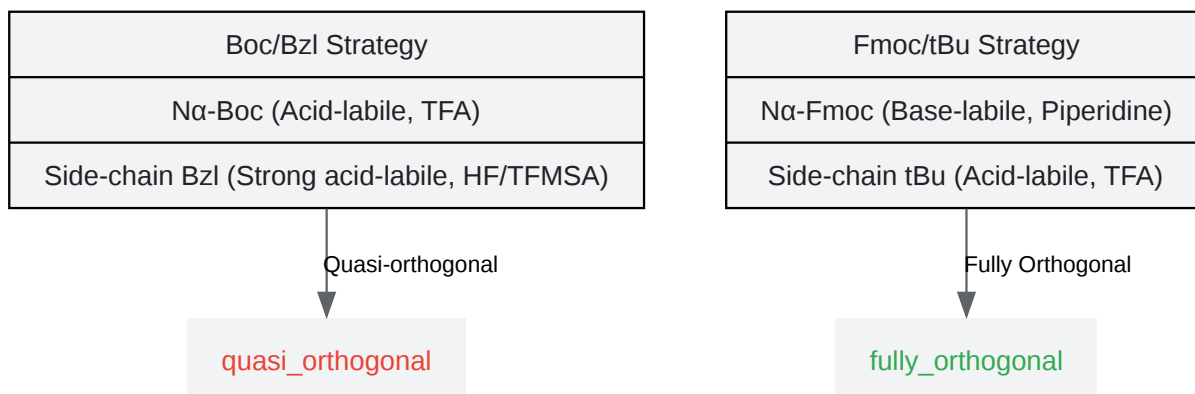 Boc/Bzl Strategy
Nα-Boc (Acid-labile, TFA)
Side-chain Bzl (Strong acid-labile, HF/TFMSA)
Quasi-orthogonal
quasi_orthogonal
Fmoc/tBu Strategy
Nα-Fmoc (Base-labile, Piperidine)
Side-chain tBu (Acid-labile, TFA)
Fully Orthogonal
fully_orthogonal